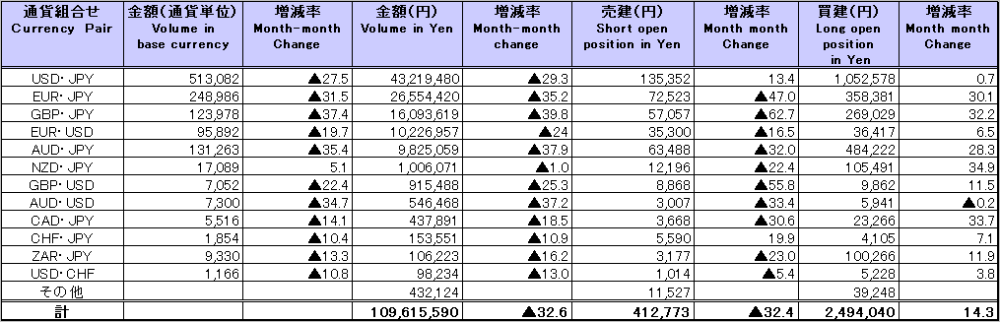 通貨組合せ 金額(通貨単位) 増減率 金額(円) 増減率 売建(円) 増減率 買建(円) 増減率
Currency Pair Volume in base currency Month-month Change Volume in Yen Month-month change Short open position in Yen Month month Change Long open position in Yen Month month Change
USD・JPY 513,082 ▲27.5 43,219,480 ▲29.3 135,352 13.4 1,052,578 0.7
EUR・JPY 248,986 ▲31.5 26,554,420 ▲35.2 72,523 ▲47.0 358,381 30.1
GBP・JPY 123,978 ▲37.4 16,093,619 ▲39.8 57,057 ▲62.7 269,029 32.2
EUR・USD 95,892 ▲19.7 10,226,957 ▲24 35,300 ▲16.5 36,417 6.5
AUD・JPY 131,263 ▲35.4 9,825,059 ▲37.9 63,488 ▲32.0 484,222 28.3
NZD・JPY 17,089 5.1 1,006,071 ▲1.0 12,196 ▲22.4 105,491 34.9
GBP・USD 7,052 ▲22.4 915,488 ▲25.3 8,868 ▲55.8 9,862 11.5
AUD・USD 7,300 ▲34.7 546,468 ▲37.2 3,007 ▲33.4 5,941 ▲0.2
CAD・JPY 5,516 ▲14.1 437,891 ▲18.5 3,668 ▲30.6 23,266 33.7
CHF・JPY 1,854 ▲10.4 153,551 ▲10.9 5,590 19.9 4,105 7.1
ZAR・JPY 9,330 ▲13.3 106,223 ▲16.2 3,177 ▲23.0 100,266 11.9
USD・CHF 1,166 ▲10.8 98,234 ▲13.0 1,014 ▲5.4 5,228 3.8
その他 432,124 11,527 39,248
計 109,615,590 ▲32.6 412,773 ▲32.4 2,494,040 14.3